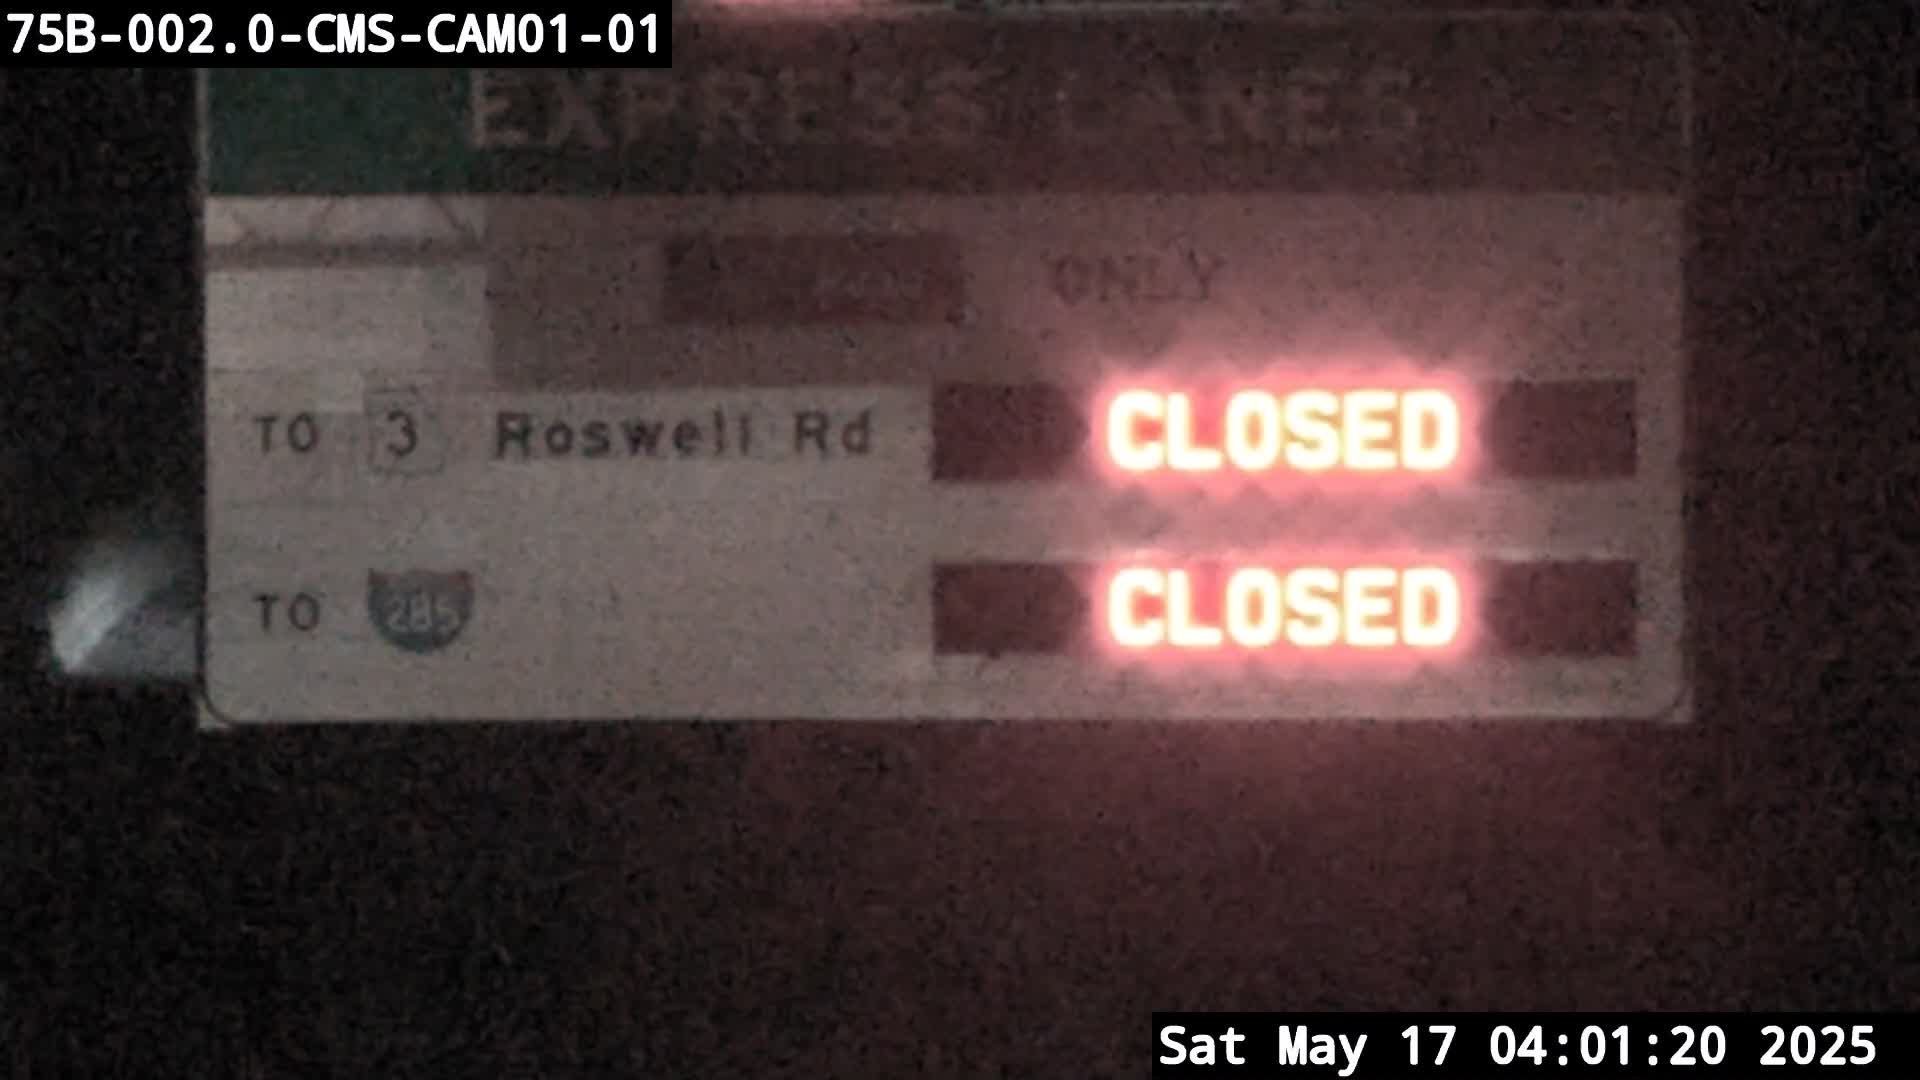 75B-002.0-CMS-CAM01-01
EXPRESS LANES
ONLY
TO 3 Roswell Rd CLOSED
TO 285 CLOSED
Sat May 17 04:01:20 2025